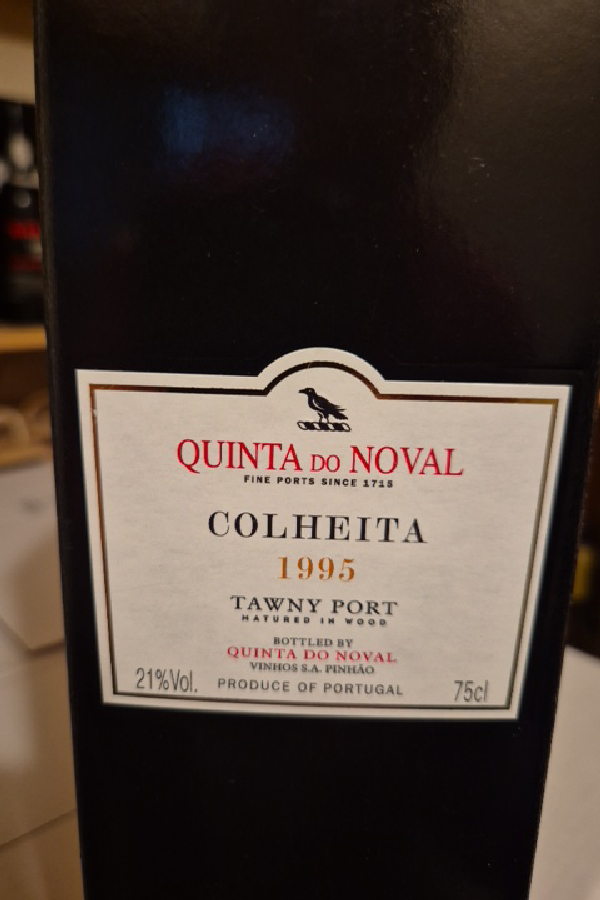 QUINTA DO NOVAL
FINE PORTS SINCE 1715
COLHEITA
1995
TAWNY PORT
MATURED IN WOOD
BOTTLED BY
QUINTA DO NOVAL
VINHOS S.A. PINHÃO
21%Vol. PRODUCE OF PORTUGAL 75cl